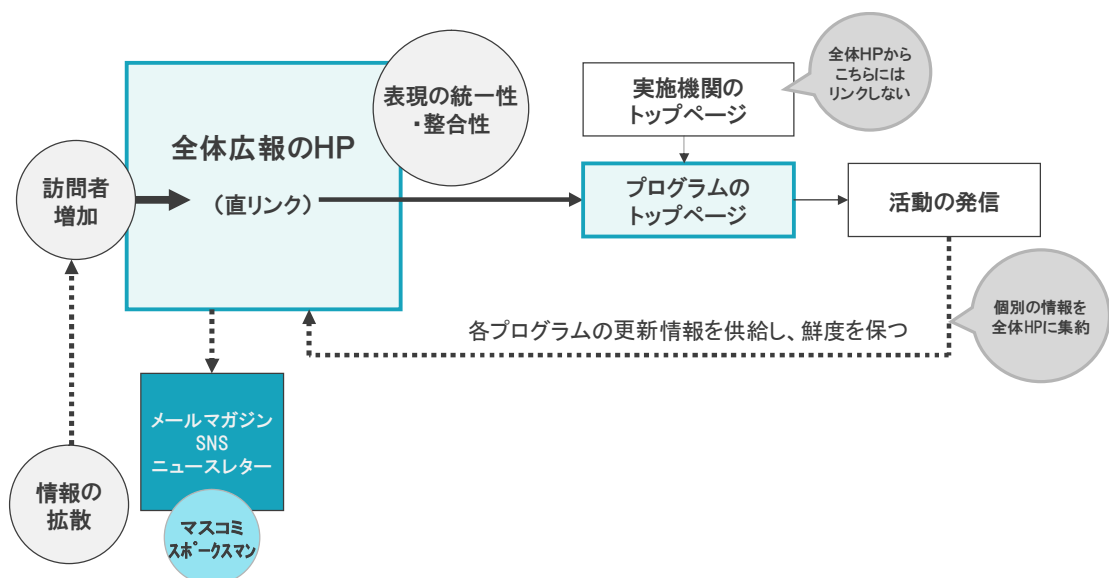 全体HPから
こちらには
リンクしない
表現の統一性
・整合性
実施機関の
トップページ
全体広報のHP
訪問者
増加
（直リンク）
プログラムの
トップページ
活動の発信
個別の情報を
全体HPに集約
各プログラムの更新情報を供給し、鮮度を保つ
メールマガジン
SNS
ニュースレター
情報の
拡散
マスコミ
スポークスマン